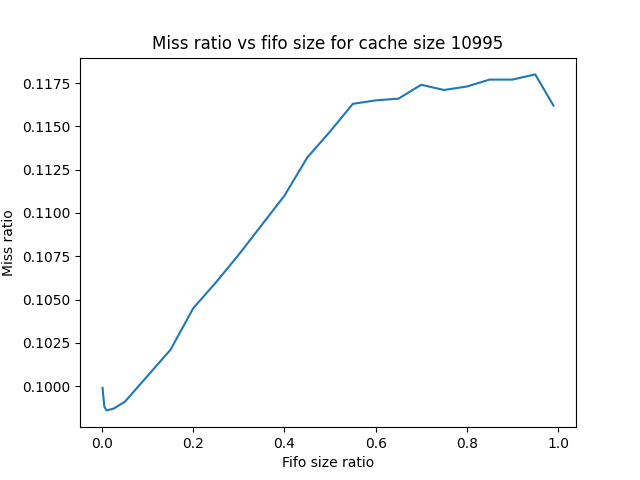 Miss ratio vs fifo size for cache size 10995
0.1175
0.1150
0.1125
0.1100
0.1075
0.1050
0.1025
0.1000
Miss ratio
0.0 0.2 0.4 0.6 0.8 1.0
Fifo size ratio